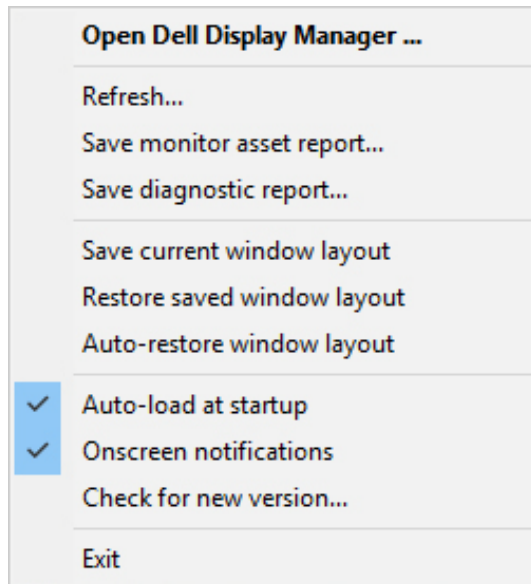 Open Dell Display Manager ...
Refresh...
Save monitor asset report...
Save diagnostic report...
Save current window layout
Restore saved window layout
Auto-restore window layout
Auto-load at startup
Onscreen notifications
Check for new version...
Exit